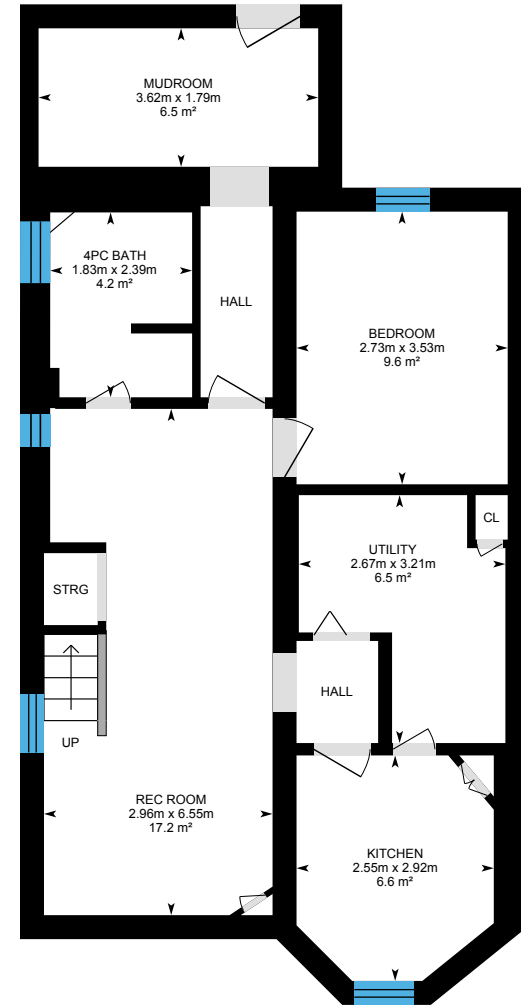 MUDROOM
3.62m x 1.79m
6.5 m²
4PC BATH
1.83m x 2.39m
4.2 m²
HALL
BEDROOM
2.73m x 3.53m
9.6 m²
CL
UTILITY
2.67m x 3.21m
6.5 m²
STRG
HALL
UP
REC ROOM
2.96m x 6.55m
17.2 m²
KITCHEN
2.55m x 2.92m
6.6 m²